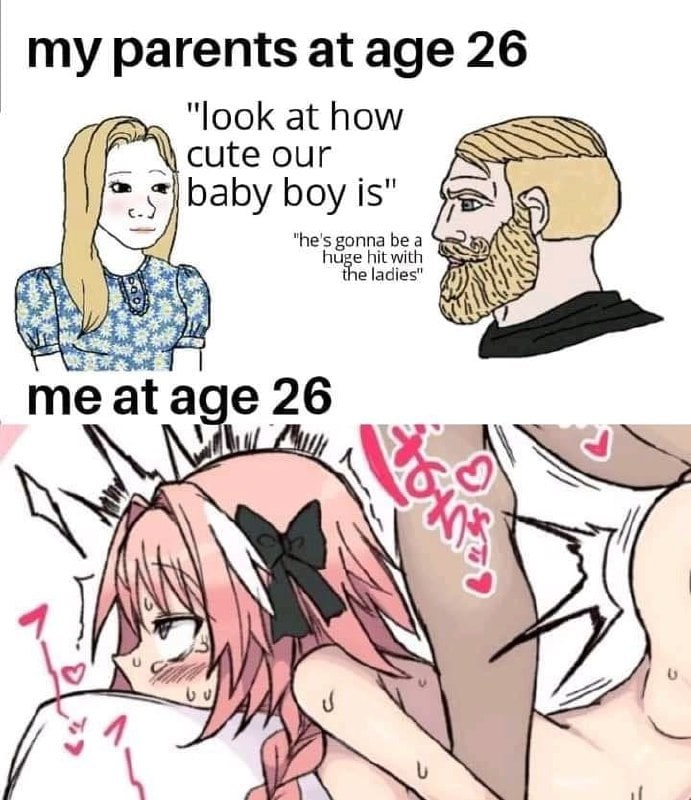 my parents at age 26
"look at how
cute our
baby boy is"
"he's gonna be a
huge hit with
the ladies"
me at age 26